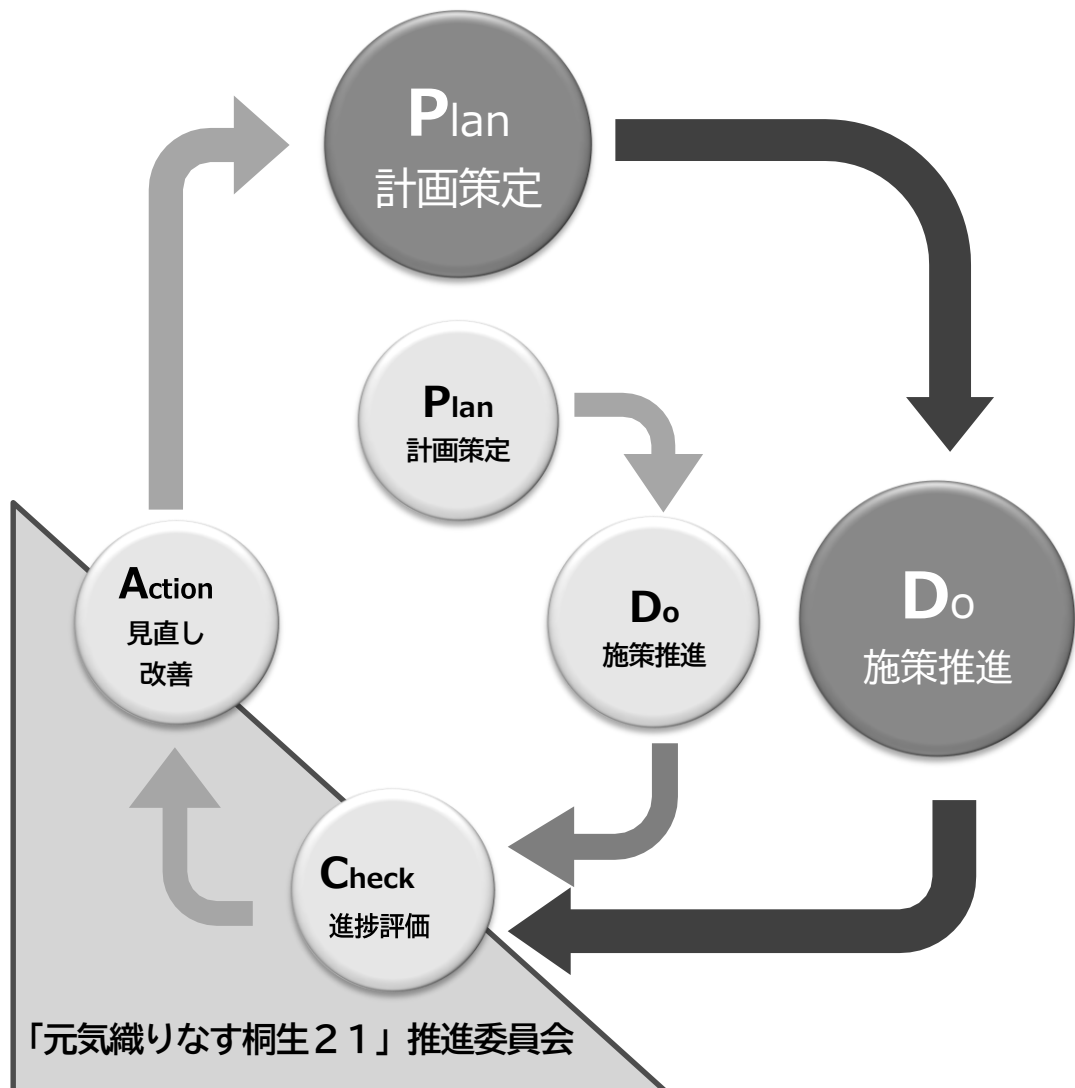 Plan
計画策定
Plan
計画策定
Action
見直し
改善
Do
施策推進
Do
施策推進
Check
進捗評価
「元気織りなす桐生２１」推進委員会